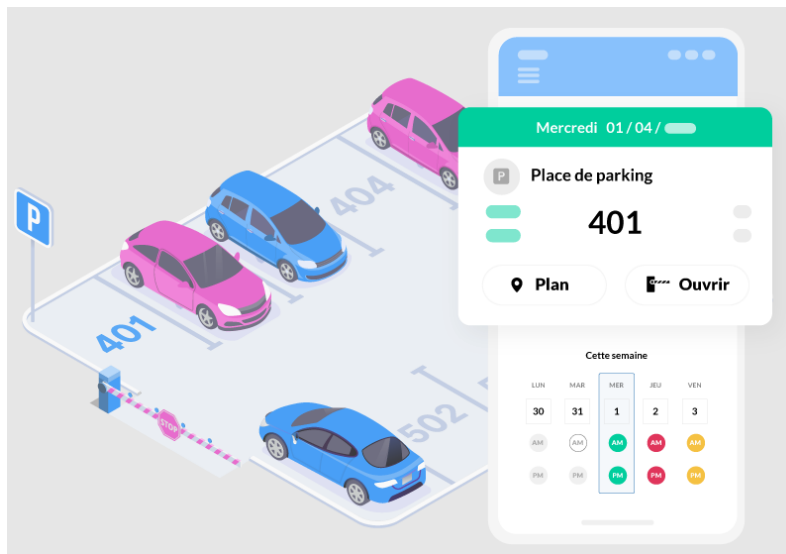 P
401
404
502
STOP
Mercredi 01 / 04 /
P Place de parking
401
Plan Ouvrir
Cette semaine
LUN MAR MER JEU VEN
30 31 1 2 3
AM AM AM AM AM
PM PM PM PM PM